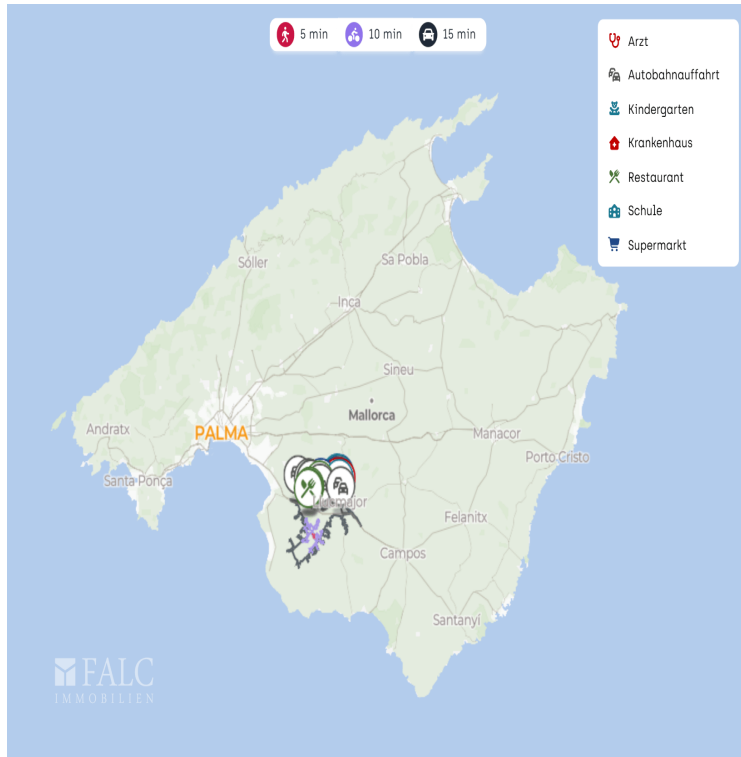 5 min 10 min 15 min
Arzt
Autobahnauffahrt
Kindergarten
Krankenhaus
Restaurant
Schule
Supermarkt
Sóller
Sa Pobla
Inca
Sineu
Mallorca
Andratx
PALMA
Manacor
Porto Cristo
Santa Ponça
Felanitx
Campos
Santanyi
FALC
IMMOBILIEN